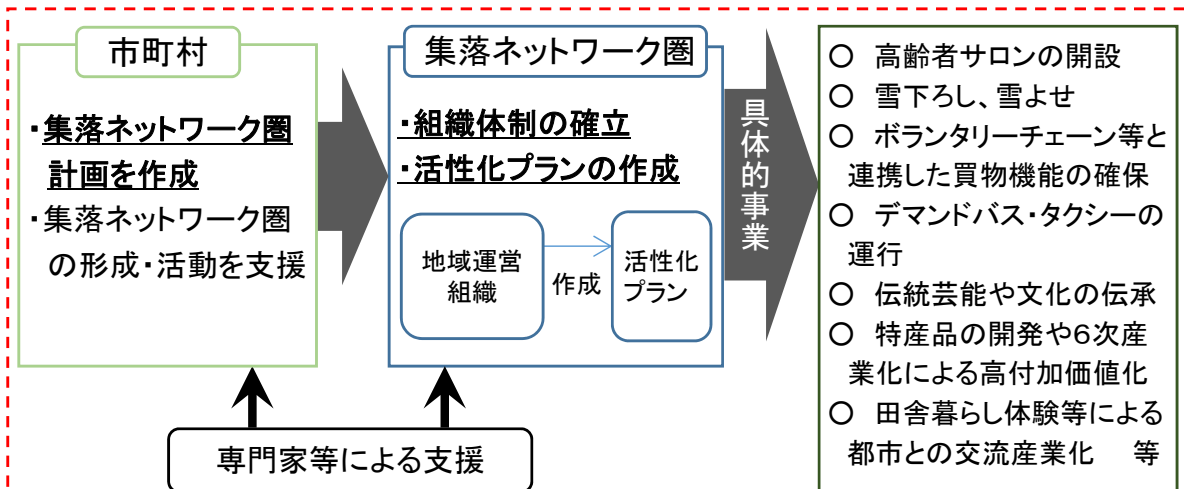 市町村
・集落ネットワーク圏
計画を作成
・集落ネットワーク圏
の形成・活動を支援
集落ネットワーク圏
・組織体制の確立
・活性化プランの作成
地域運営
組織
作成
活性化
プラン
専門家等による支援
具体的事業
○ 高齢者サロンの開設
○ 雪下ろし、雪よせ
○ ボランタリーチェーン等と
連携した買物機能の確保
○ デマンドバス・タクシーの
運行
○ 伝統芸能や文化の伝承
○ 特産品の開発や6次産
業化による高付加価値化
○ 田舎暮らし体験等による
都市との交流産業化 等